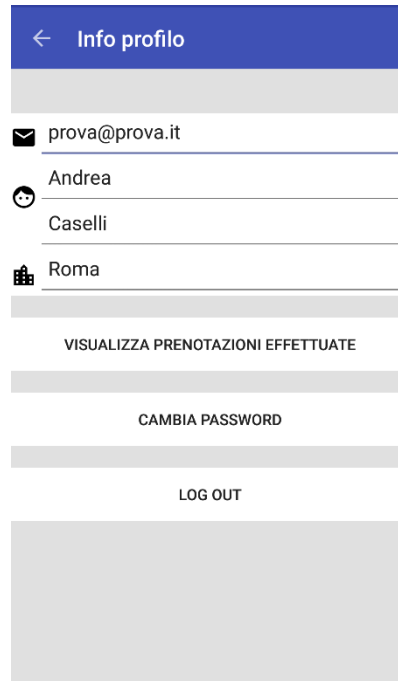 Info profilo
prova@prova.it
Andrea
Caselli
Roma
VISUALIZZA PRENOTAZIONI EFFETTUATE
CAMBIA PASSWORD
LOG OUT